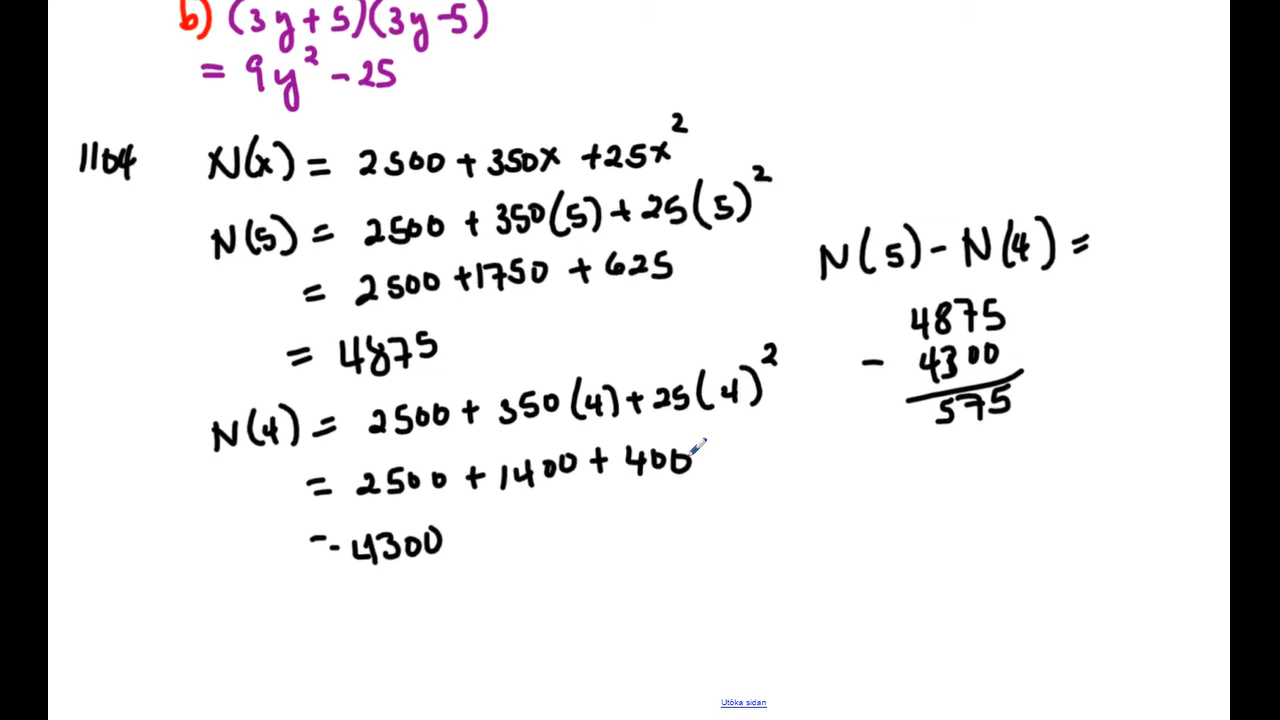 b) (3y+5)(3y-5)
= 9y² - 25
1104 N(x) = 2500 + 350x + 25x²
N(5) = 2500 + 350(5) + 25(5)²
= 2500 + 1750 + 625
= 4875
N(4) = 2500 + 350(4) + 25(4)²
= 2500 + 1400 + 400
= 4300
N(5) - N(4) =
4875
- 4300
575
Utöka sidan